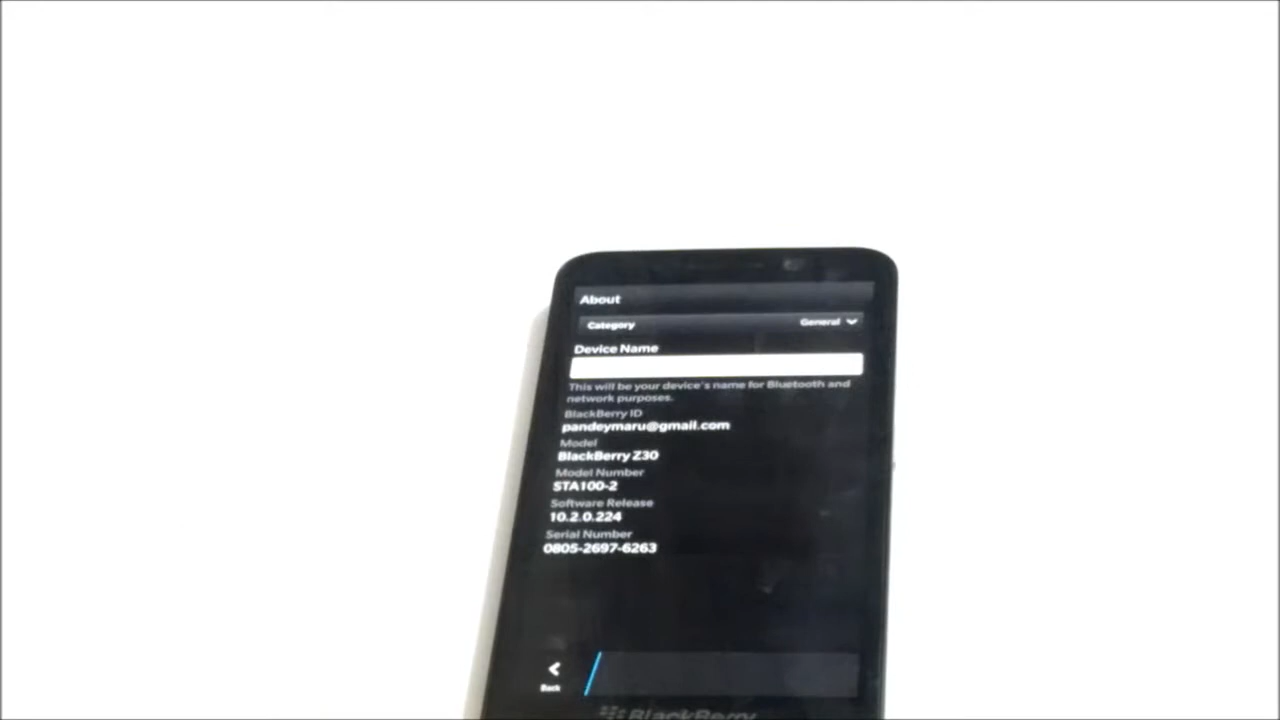 About
Category General
Device Name
This will be your device's name for Bluetooth and
network purposes.
BlackBerry ID
pandeymaru@gmail.com
Model
BlackBerry Z30
Model Number
STA100-2
Software Release
10.2.0.224
Serial Number
0805-2697-6263
Back
BlackBerry